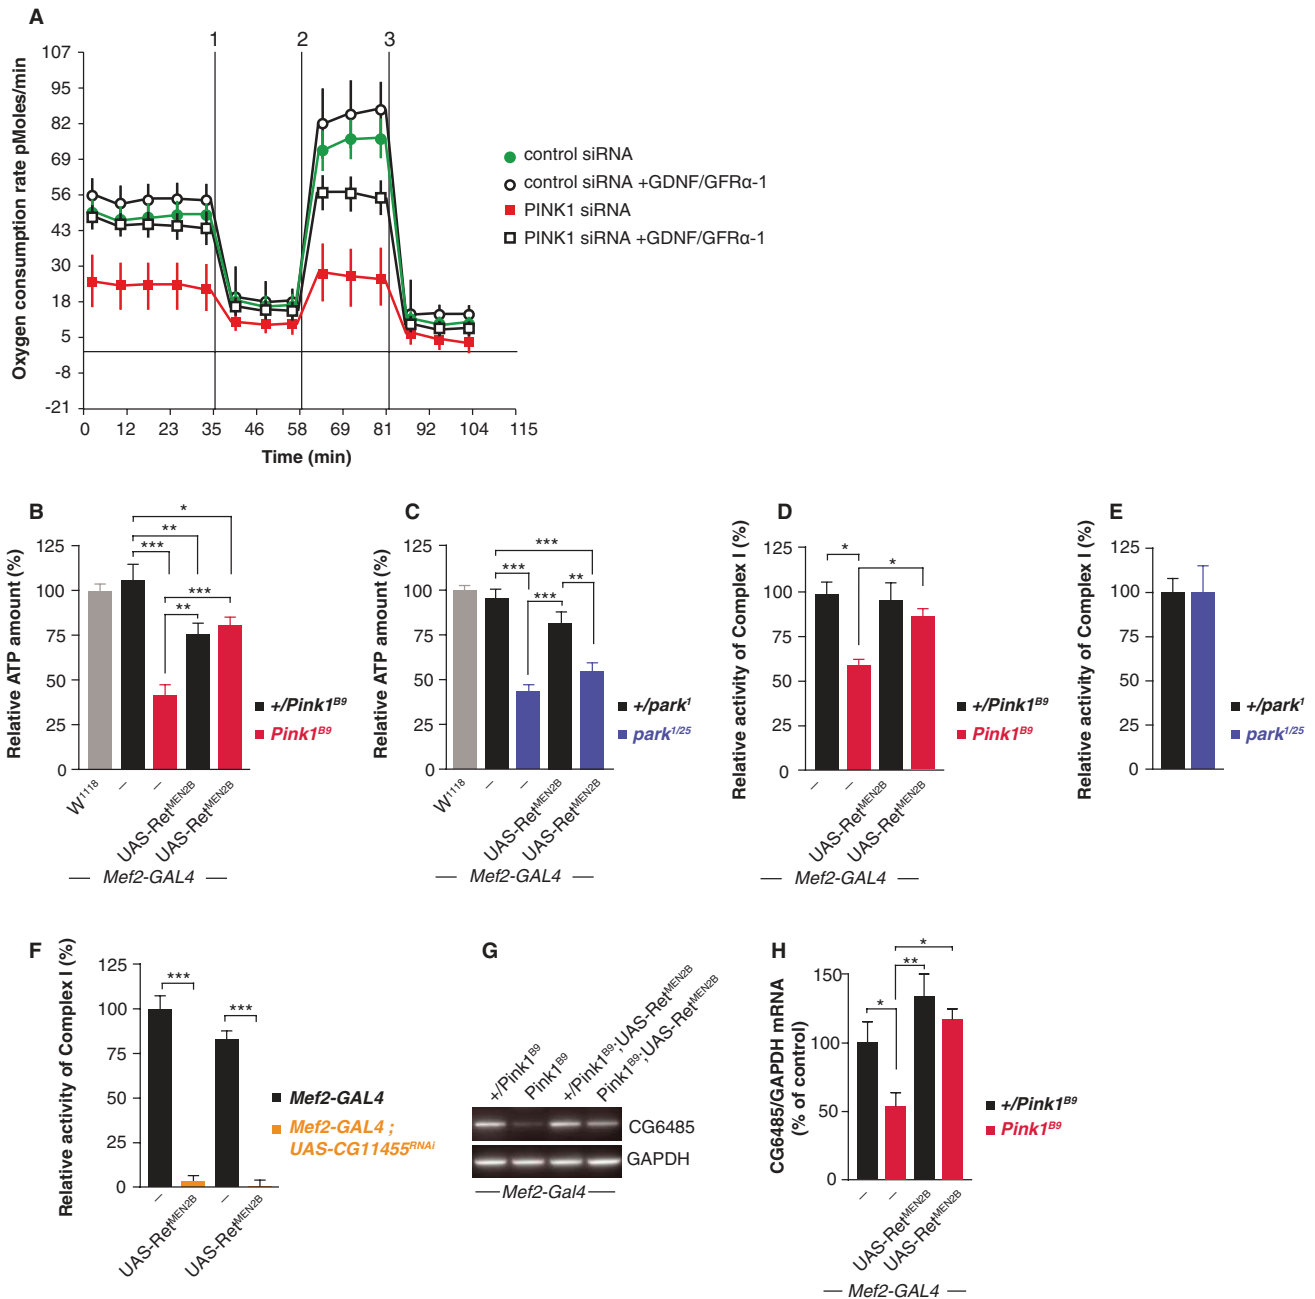 A
Oxygen consumption rate pMoles/min
107
95
82
69
56
43
30
18
5
-8
-21
1
2
3
0 12 23 35 46 58 69 81 92 104 115
Time (min)
control siRNA
control siRNA +GDNF/GFRα-1
PINK1 siRNA
PINK1 siRNA +GDNF/GFRα-1
B
Relative ATP amount (%)
125
100
75
50
25
0
*
**
***
***
**
W1118
–
–
UAS-RetMEN2B
UAS-RetMEN2B
— Mef2-GAL4 —
+/Pink1B9
Pink1B9
C
Relative ATP amount (%)
125
100
75
50
25
0
***
***
**
***
W1118
–
–
UAS-RetMEN2B
UAS-RetMEN2B
— Mef2-GAL4 —
+/park1
park1/25
D
Relative activity of Complex I (%)
125
100
75
50
25
0
*
*
–
–
UAS-RetMEN2B
UAS-RetMEN2B
— Mef2-GAL4 —
+/Pink1B9
Pink1B9
E
Relative activity of Complex I (%)
125
100
75
50
25
0
+/park1
park1/25
F
Relative activity of Complex I (%)
125
100
75
50
25
0
***
***
–
UAS-RetMEN2B
–
UAS-RetMEN2B
Mef2-GAL4
Mef2-GAL4 ;
UAS-CG11455RNAi
G
+/Pink1B9
Pink1B9
+/Pink1B9;UAS-RetMEN2B
Pink1B9;UAS-RetMEN2B
CG6485
GAPDH
— Mef2-Gal4 —
H
CG6485/GAPDH mRNA
(% of control)
150
100
50
0
*
**
*
–
–
UAS-RetMEN2B
UAS-RetMEN2B
— Mef2-GAL4 —
+/Pink1B9
Pink1B9